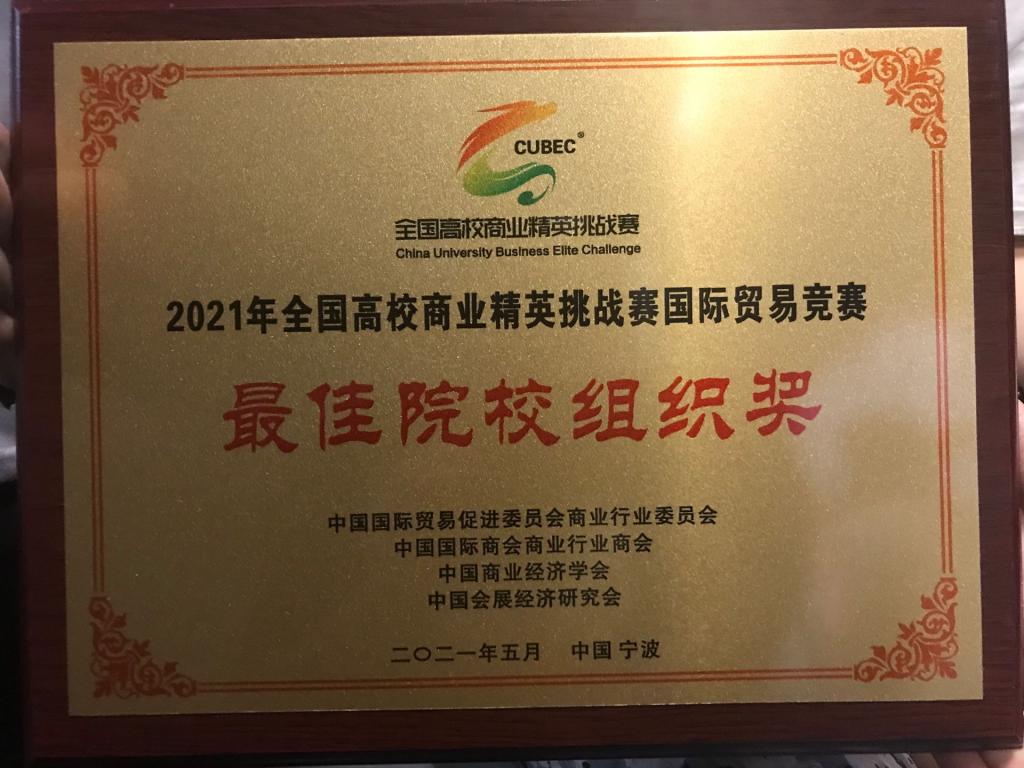 CUBEC®
全国高校商业精英挑战赛
China University Business Elite Challenge
2021年全国高校商业精英挑战赛国际贸易竞赛
最佳院校组织奖
中国国际贸易促进委员会商业行业委员会
中国国际商会商业行业商会
中国商业经济学会
中国会展经济研究会
二〇二一年五月 中国 宁波